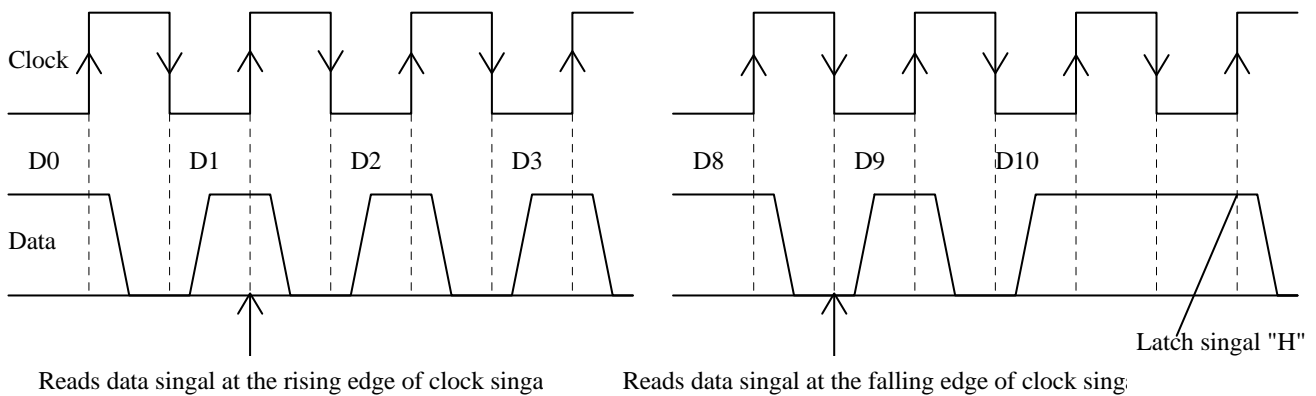 Clock
D0 D1 D2 D3 D8 D9 D10
Data
Latch singal "H"
Reads data singal at the rising edge of clock singa
Reads data singal at the falling edge of clock sing